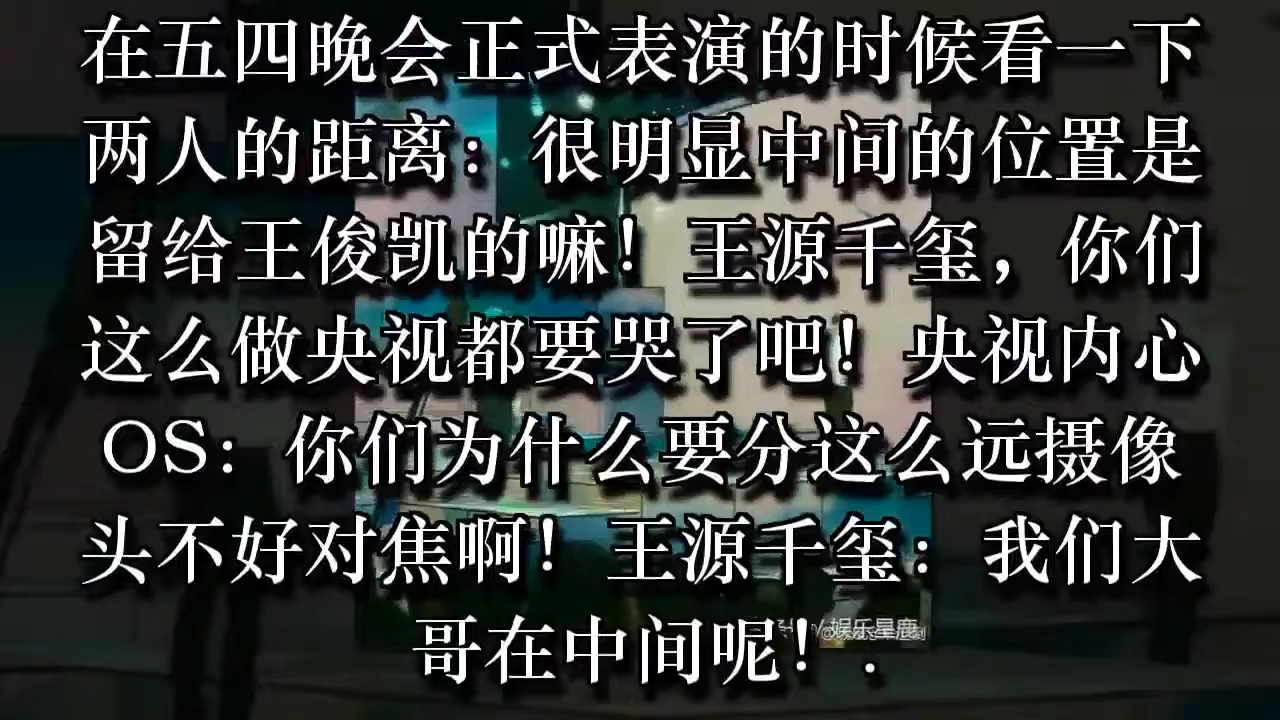 在五四晚会正式表演的时候看一下
两人的距离：很明显中间的位置是
留给王俊凯的嘛！王源千玺，你们
这么做央视都要哭了吧！央视内心
OS：你们为什么要分这么远摄像
头不好对焦啊！王源千玺：我们大
哥在中间呢！.
娱乐星鹿